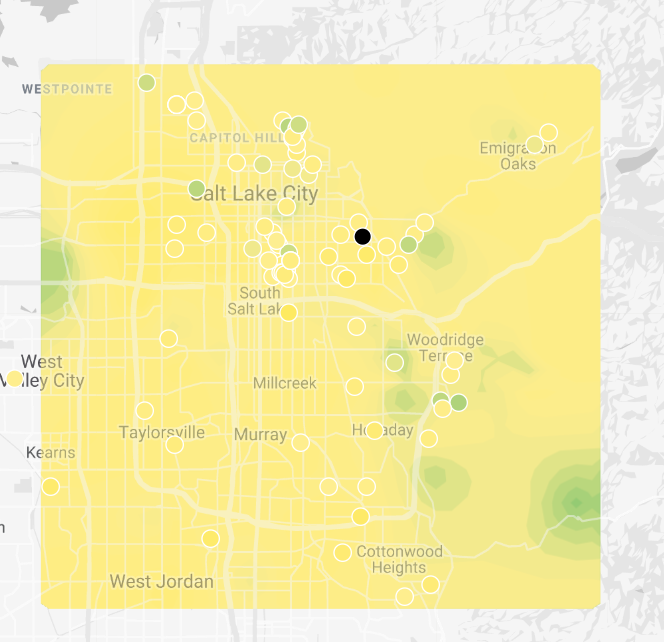 WESTPOINTE
CAPITOL HILL
Emigration
Oaks
Salt Lake City
South
Salt Lake
Woodridge
Terrace
West
Valley City
Millcreek
Taylorsville
Murray
Holladay
Kearns
n
Cottonwood
Heights
West Jordan